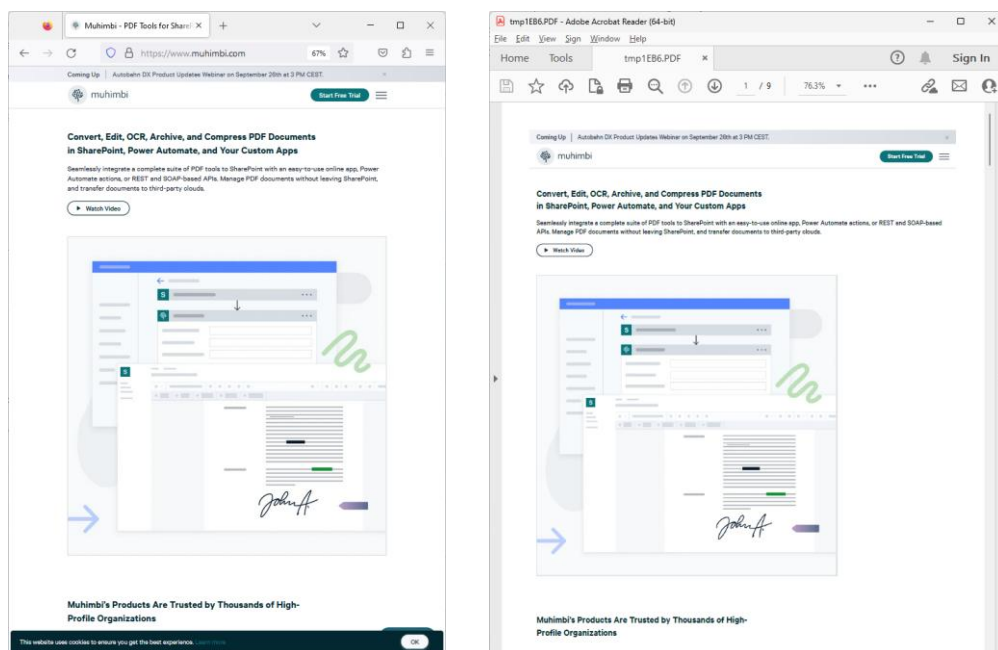 Muhimbi - PDF Tools for Share
https://www.muhimbi.com
67%
Coming Up | Autobahn DX Product Updates Webinar on September 26th at 3 PM CEST.
muhimbi
Start Free Trial
Convert, Edit, OCR, Archive, and Compress PDF Documents
in SharePoint, Power Automate, and Your Custom Apps
Seamlessly integrate a complete suite of PDF tools to SharePoint with an easy-to-use online app, Power
Automate actions, or REST and SOAP-based APIs. Manage PDF documents without leaving SharePoint,
and transfer documents to third-party clouds.
Watch Video
S
S
John A.
Muhimbi's Products Are Trusted by Thousands of High-
Profile Organizations
This website uses cookies to ensure you get the best experience. Learn more
OK
tmp1EB6.PDF - Adobe Acrobat Reader (64-bit)
File Edit View Sign Window Help
Home Tools tmp1EB6.PDF × Sign In
1 / 9 76.3%
Coming Up | Autobahn DX Product Updates Webinar on September 26th at 3 PM CEST.
muhimbi
Start Free Trial
Convert, Edit, OCR, Archive, and Compress PDF Documents
in SharePoint, Power Automate, and Your Custom Apps
Seamlessly integrate a complete suite of PDF tools to SharePoint with an easy-to-use online app, Power Automate actions, or REST and SOAP-based
APIs. Manage PDF documents without leaving SharePoint, and transfer documents to third-party clouds.
Watch Video
S
S
John A.
Muhimbi's Products Are Trusted by Thousands of High-
Profile Organizations